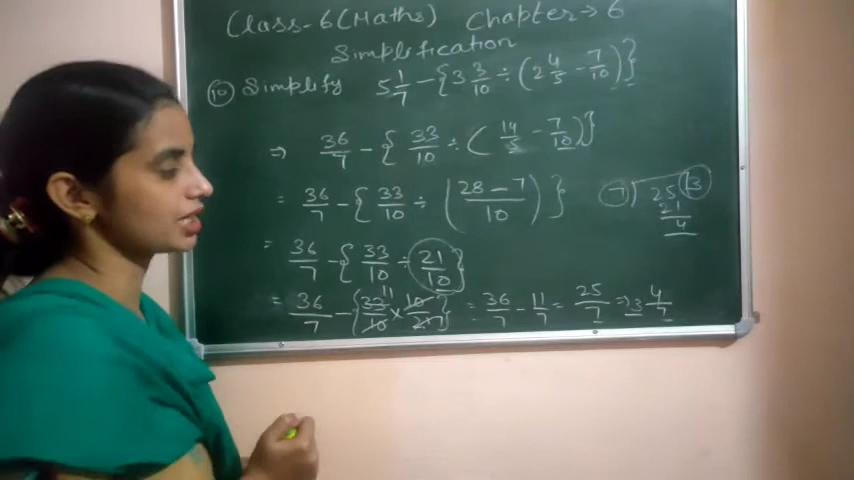 Class-6 (Maths) Chapter → 6
Simplification
(10) Simplify 5 1/7 - { 3 3/10 ÷ ( 2 4/5 - 7/10 ) }
⇒ 36/7 - { 33/10 ÷ ( 14/5 - 7/10 ) }
= 36/7 - { 33/10 ÷ ( 28 - 7 / 10 ) }
7 ) 25 ( 3
21
4
= 36/7 - { 33/10 ÷ 21/10 }
= 36/7 - { 33/10 11 × 10/21 7 } = 36/7 - 11/7 = 25/7 ⇒ 3 4/7